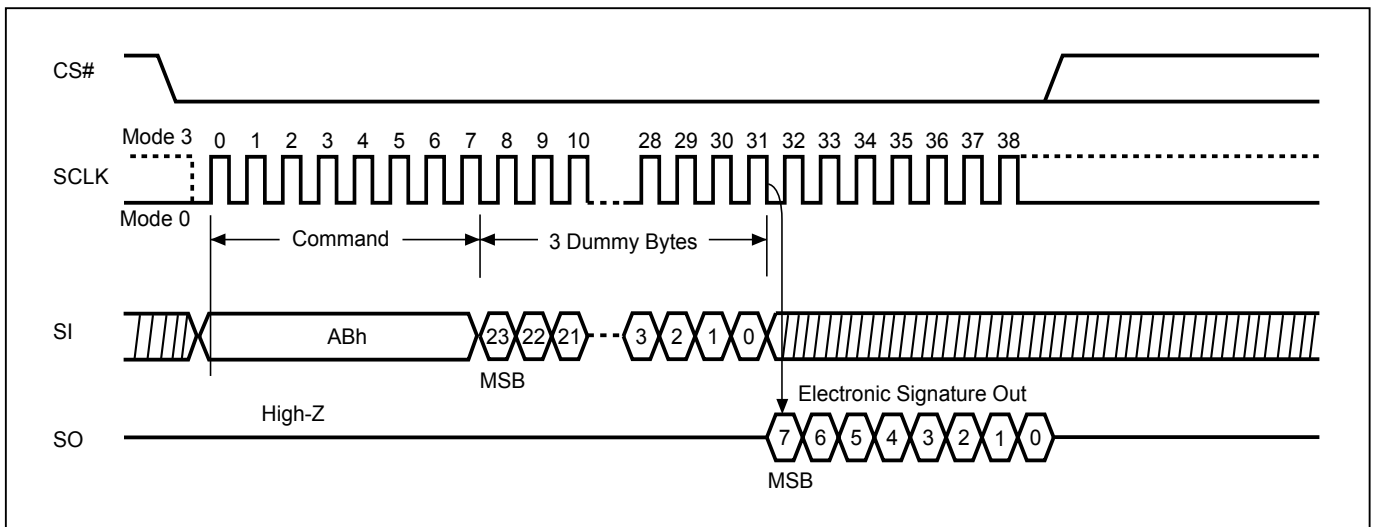 CS#
Mode 3 0 1 2 3 4 5 6 7 8 9 10 28 29 30 31 32 33 34 35 36 37 38
SCLK
Mode 0
Command 3 Dummy Bytes
SI ABh 23 22 21 3 2 1 0
MSB
Electronic Signature Out
High-Z
SO 7 6 5 4 3 2 1 0
MSB